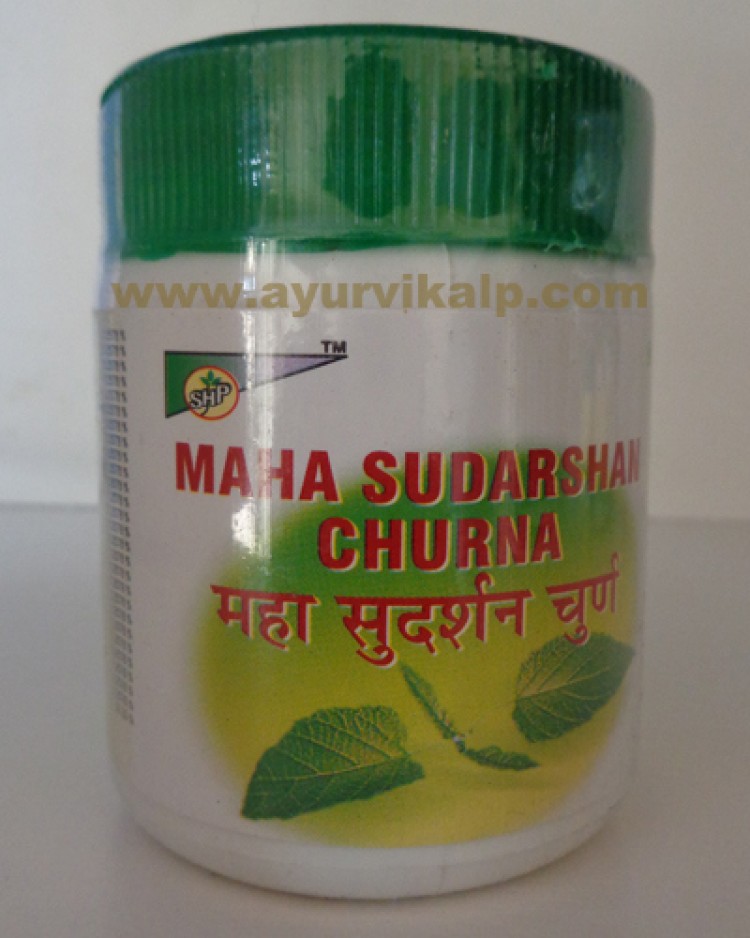 www.ayurvikalp.com
TM
SHP
MAHA SUDARSHAN
CHURNA
महा सुदर्शन चुर्ण